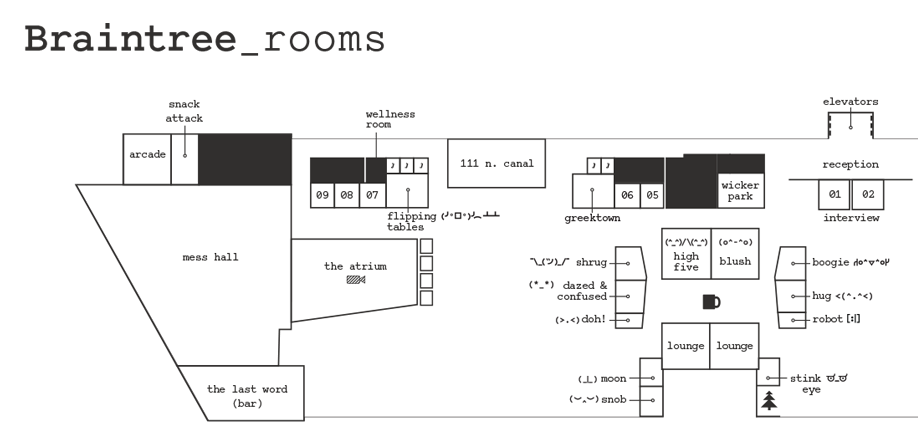 Braintree_rooms
snack
attack
arcade
wellness
room
09
08
07
flipping (╯°□°)╯︵ ┻━┻
tables
111 n. canal
greektown
06
05
wicker
park
elevators
reception
01
02
interview
mess hall
the atrium
the last word
(bar)
¯\_(ツ)_/¯ shrug
(*_*) dazed &
confused
(>.<) doh!
(^_^)/\(^_^)
high
five
(o^-^o)
blush
boogie
hug <(^.^<)
robot [:|]
lounge
lounge
(_|_) moon
snob
stink
eye